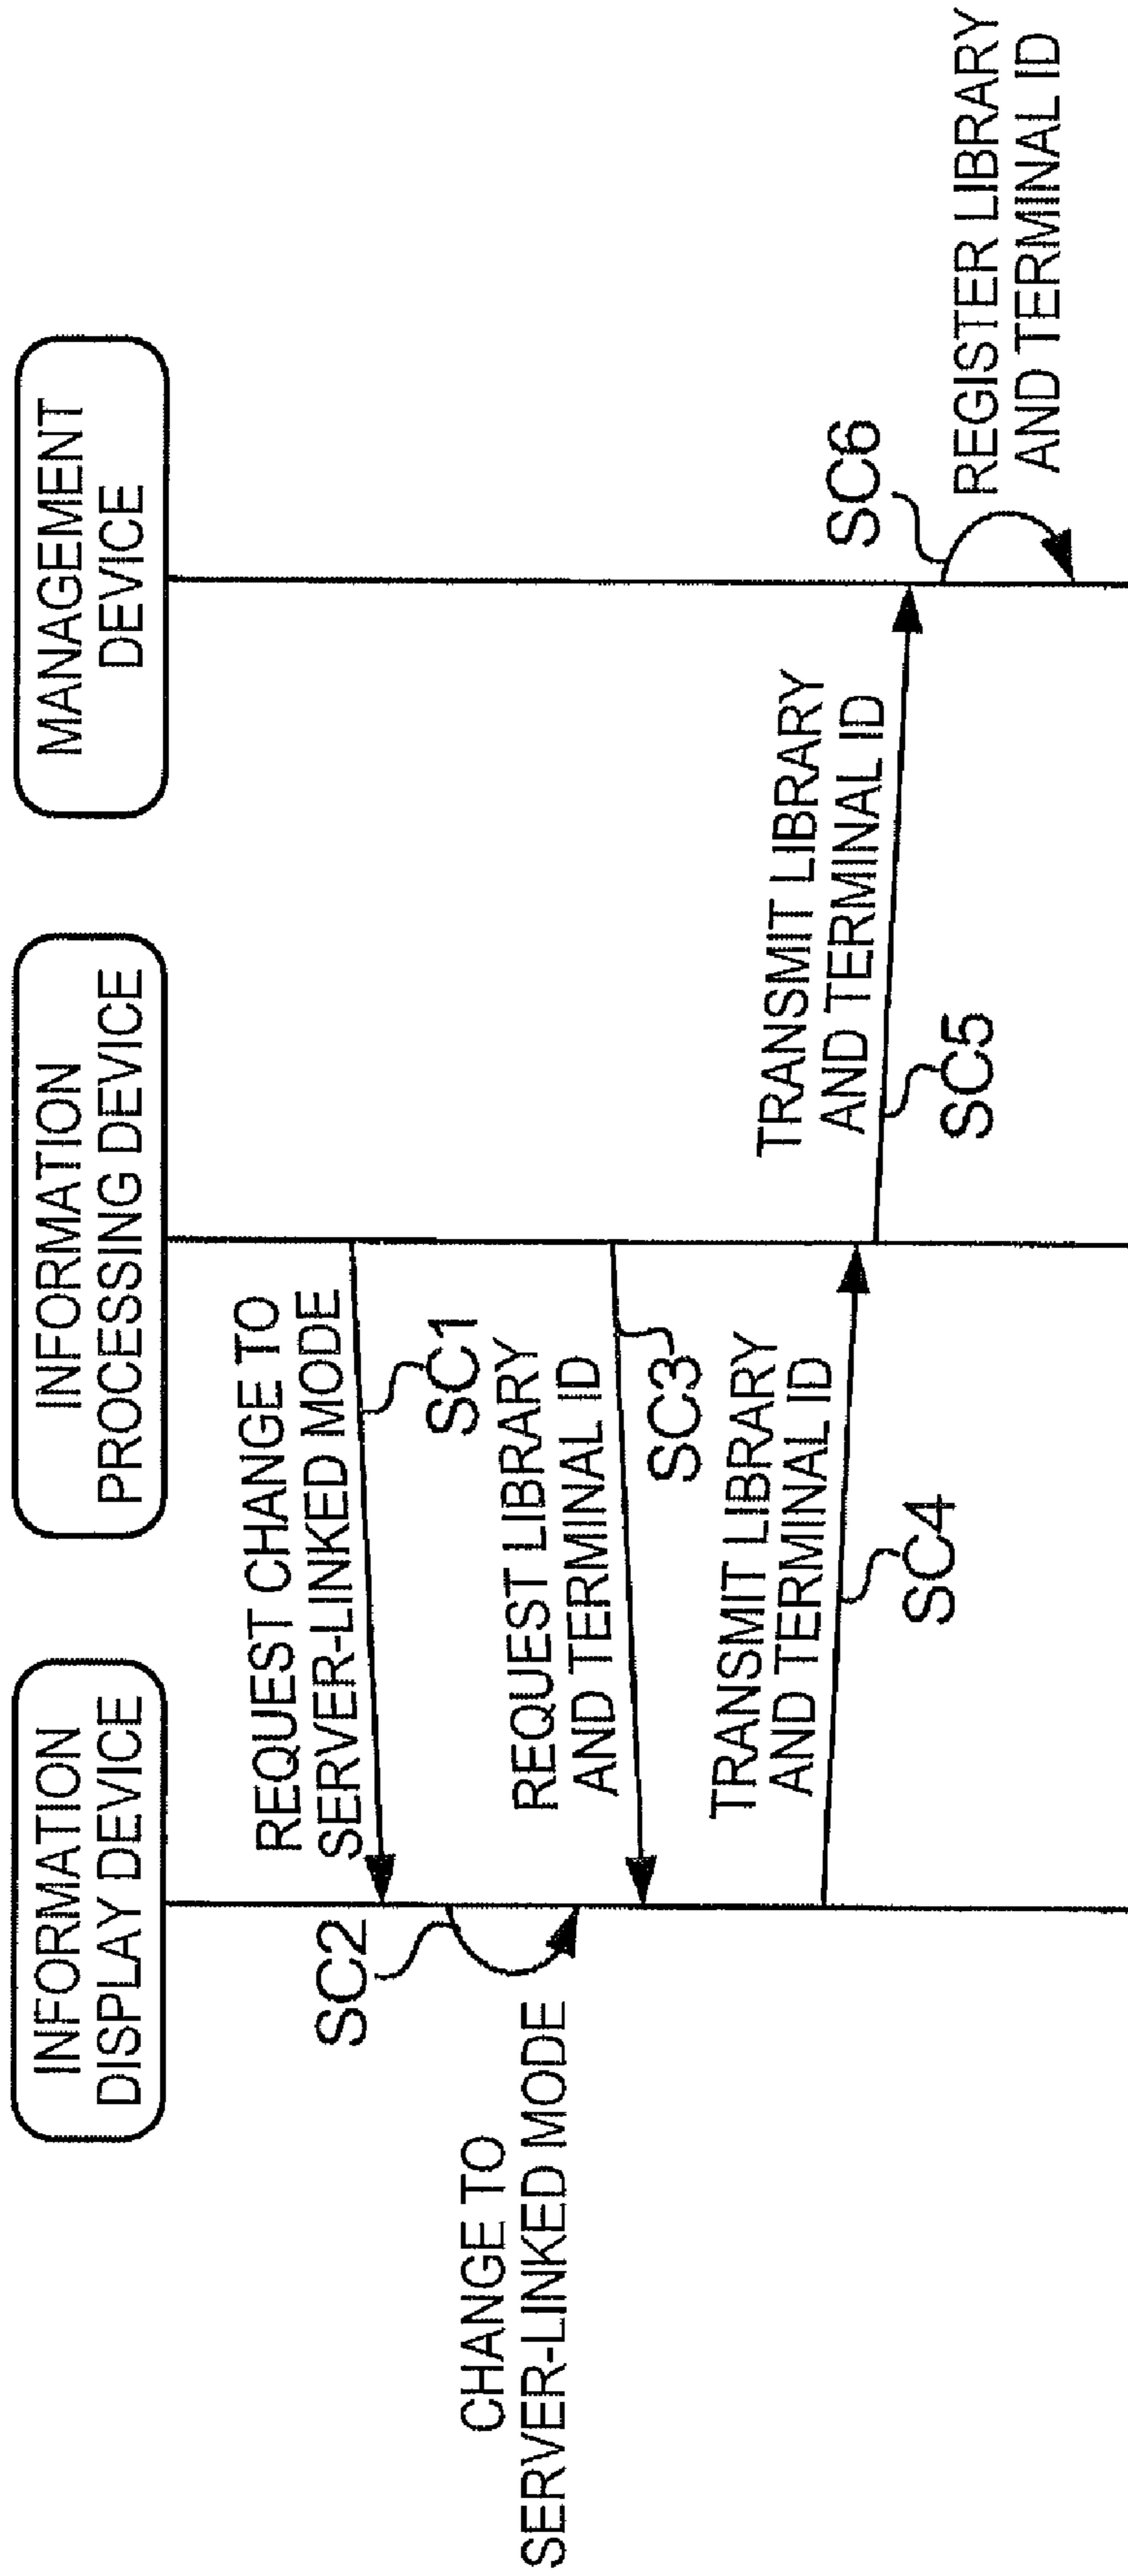 INFORMATION
DISPLAY DEVICE
INFORMATION
PROCESSING DEVICE
MANAGEMENT
DEVICE
REQUEST CHANGE TO
SERVER-LINKED MODE
SC1
SC2
CHANGE TO
SERVER-LINKED MODE
REQUEST LIBRARY
AND TERMINAL ID
SC3
TRANSMIT LIBRARY
AND TERMINAL ID
SC4
TRANSMIT LIBRARY
AND TERMINAL ID
SC5
SC6
REGISTER LIBRARY
AND TERMINAL ID